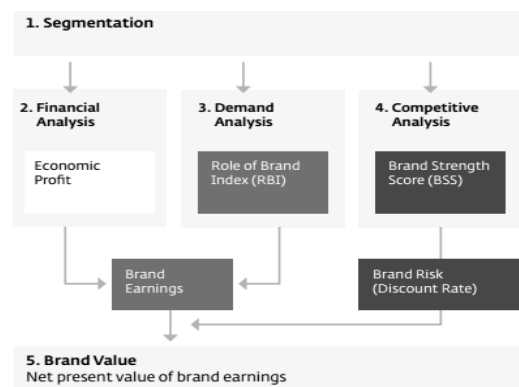 1. Segmentation
2. Financial
Analysis
Economic
Profit
3. Demand
Analysis
Role of Brand
Index (RBI)
4. Competitive
Analysis
Brand Strength
Score (BSS)
Brand
Earnings
Brand Risk
(Discount Rate)
5. Brand Value
Net present value of brand earnings